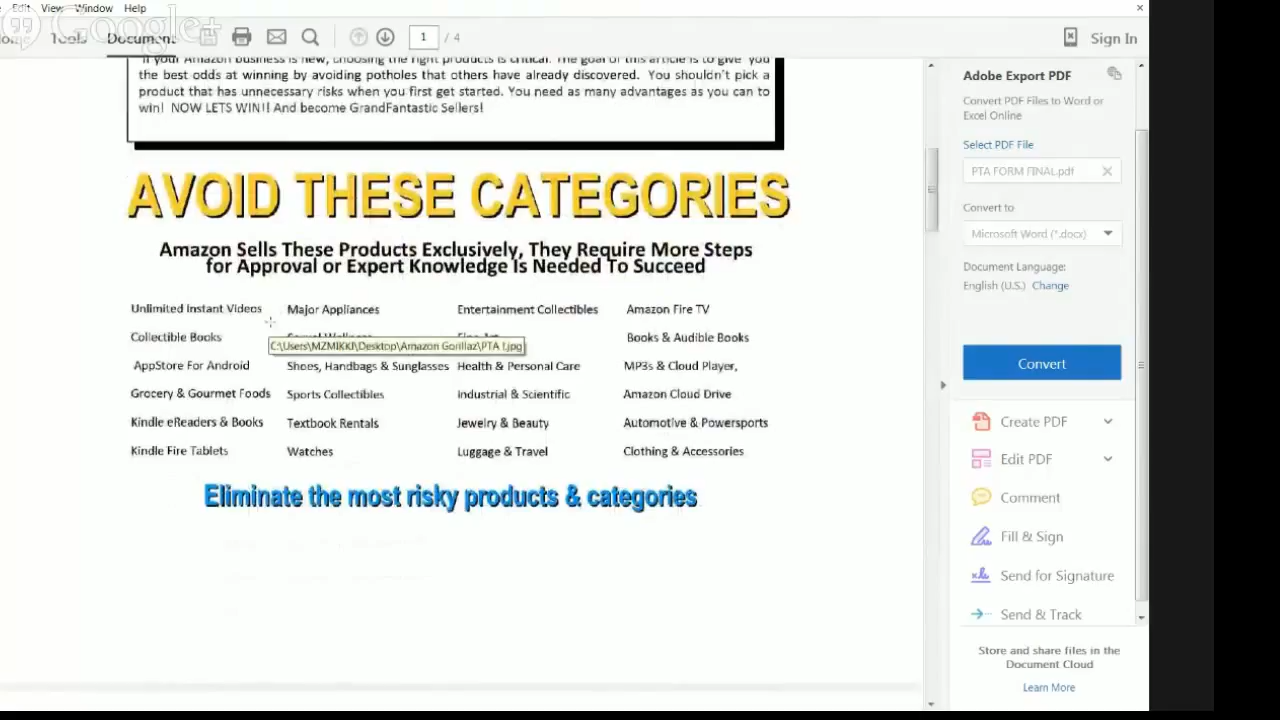 Edit View Window Help
Google+
Tools Document 1 / 4 Sign In
If your Amazon business is new, choosing the right products is critical. The goal of this article is to give you
the best odds at winning by avoiding potholes that others have already discovered. You shouldn't pick a
product that has unnecessary risks when you first get started. You need as many advantages as you can to
win! NOW LETS WIN!! And become GrandFantastic Sellers!
AVOID THESE CATEGORIES
Amazon Sells These Products Exclusively, They Require More Steps
for Approval or Expert Knowledge Is Needed To Succeed
Unlimited Instant Videos Major Appliances Entertainment Collectibles Amazon Fire TV
Collectible Books Books & Audible Books
C:\Users\MZMIKKI\Desktop\Amazon Gorillaz\PTA f.jpg
AppStore For Android Shoes, Handbags & Sunglasses Health & Personal Care MP3s & Cloud Player,
Grocery & Gourmet Foods Sports Collectibles Industrial & Scientific Amazon Cloud Drive
Kindle eReaders & Books Textbook Rentals Jewelry & Beauty Automotive & Powersports
Kindle Fire Tablets Watches Luggage & Travel Clothing & Accessories
Eliminate the most risky products & categories
Adobe Export PDF
Convert PDF Files to Word or
Excel Online
Select PDF File
PTA FORM FINAL.pdf
Convert to
Microsoft Word (*.docx)
Document Language:
English (U.S.) Change
Convert
Create PDF
Edit PDF
Comment
Fill & Sign
Send for Signature
Send & Track
Store and share files in the
Document Cloud
Learn More